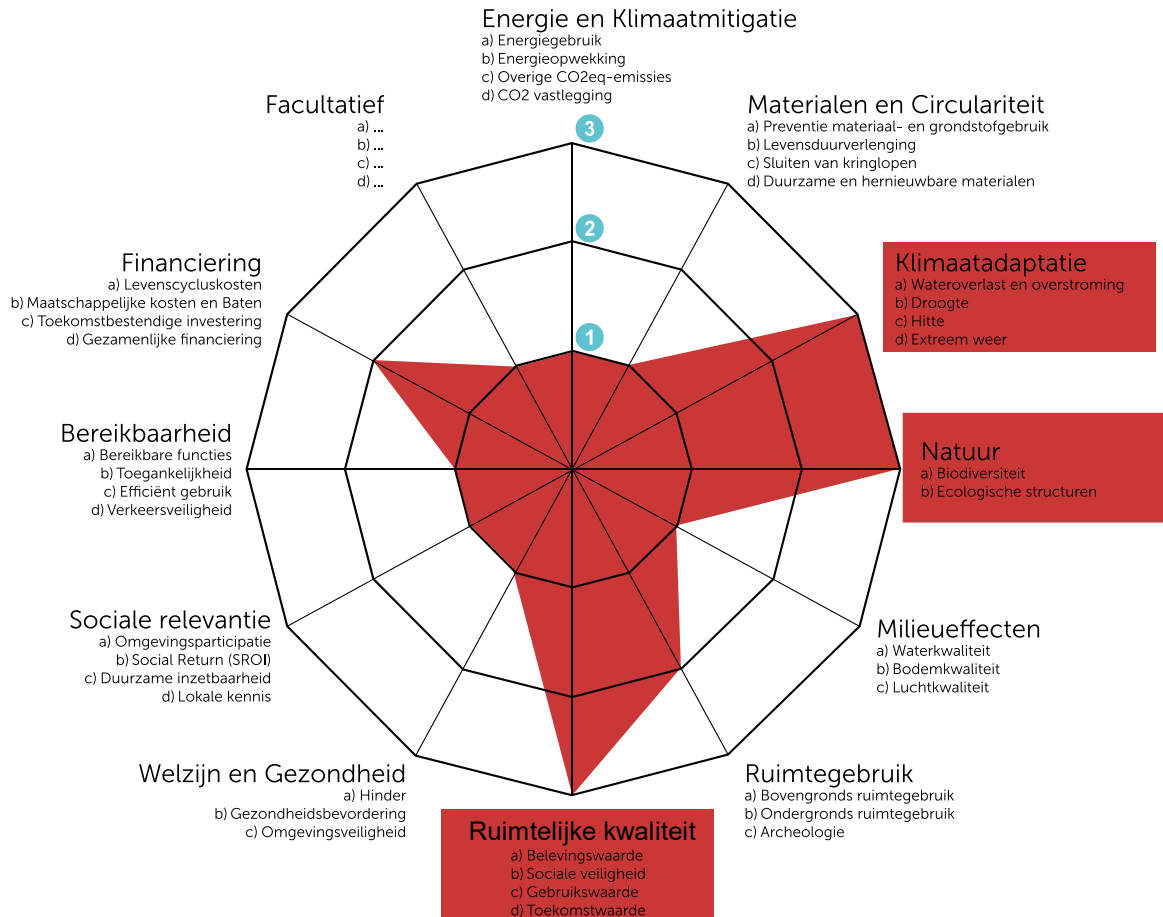 Energie en Klimaatmitigatie
a) Energiegebruik
b) Energieopwekking
c) Overige CO2eq-emissies
d) CO2 vastlegging
Materialen en Circulariteit
a) Preventie materiaal- en grondstofgebruik
b) Levensduurverlenging
c) Sluiten van kringlopen
d) Duurzame en hernieuwbare materialen
Klimaatadaptatie
a) Wateroverlast en overstroming
b) Droogte
c) Hitte
d) Extreem weer
Natuur
a) Biodiversiteit
b) Ecologische structuren
Milieueffecten
a) Waterkwaliteit
b) Bodemkwaliteit
c) Luchtkwaliteit
Ruimtegebruik
a) Bovengronds ruimtegebruik
b) Ondergronds ruimtegebruik
c) Archeologie
Ruimtelijke kwaliteit
a) Belevingswaarde
b) Sociale veiligheid
c) Gebruikswaarde
d) Toekomstwaarde
Welzijn en Gezondheid
a) Hinder
b) Gezondheidsbevordering
c) Omgevingsveiligheid
Sociale relevantie
a) Omgevingsparticipatie
b) Social Return (SROI)
c) Duurzame inzetbaarheid
d) Lokale kennis
Bereikbaarheid
a) Bereikbare functies
b) Toegankelijkheid
c) Efficiënt gebruik
d) Verkeersveiligheid
Financiering
a) Levenscycluskosten
b) Maatschappelijke kosten en Baten
c) Toekomstbestendige investering
d) Gezamenlijke financiering
Facultatief
a) ...
b) ...
c) ...
d) ...
3
2
1